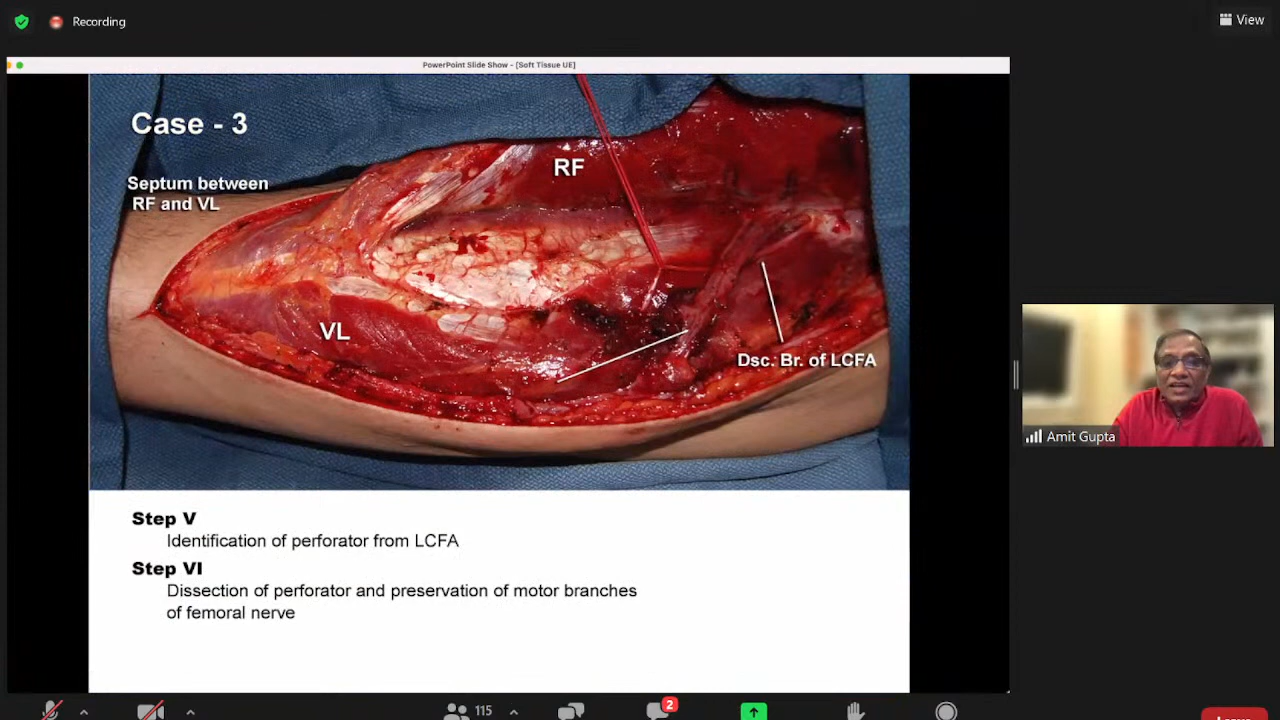 Recording
View
PowerPoint Slide Show - [Soft Tissue UE]
Case - 3
RF
Septum between
RF and VL
VL
Dsc. Br. of LCFA
Step V
Identification of perforator from LCFA
Step VI
Dissection of perforator and preservation of motor branches
of femoral nerve
Amit Gupta
115
2